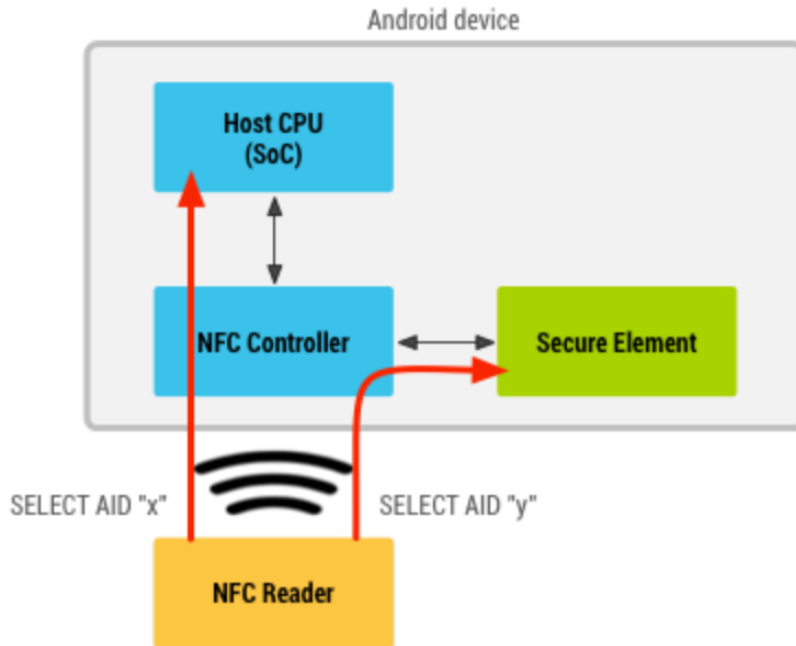 Android device
Host CPU
(SoC)
NFC Controller
Secure Element
SELECT AID "x"
SELECT AID "y"
NFC Reader